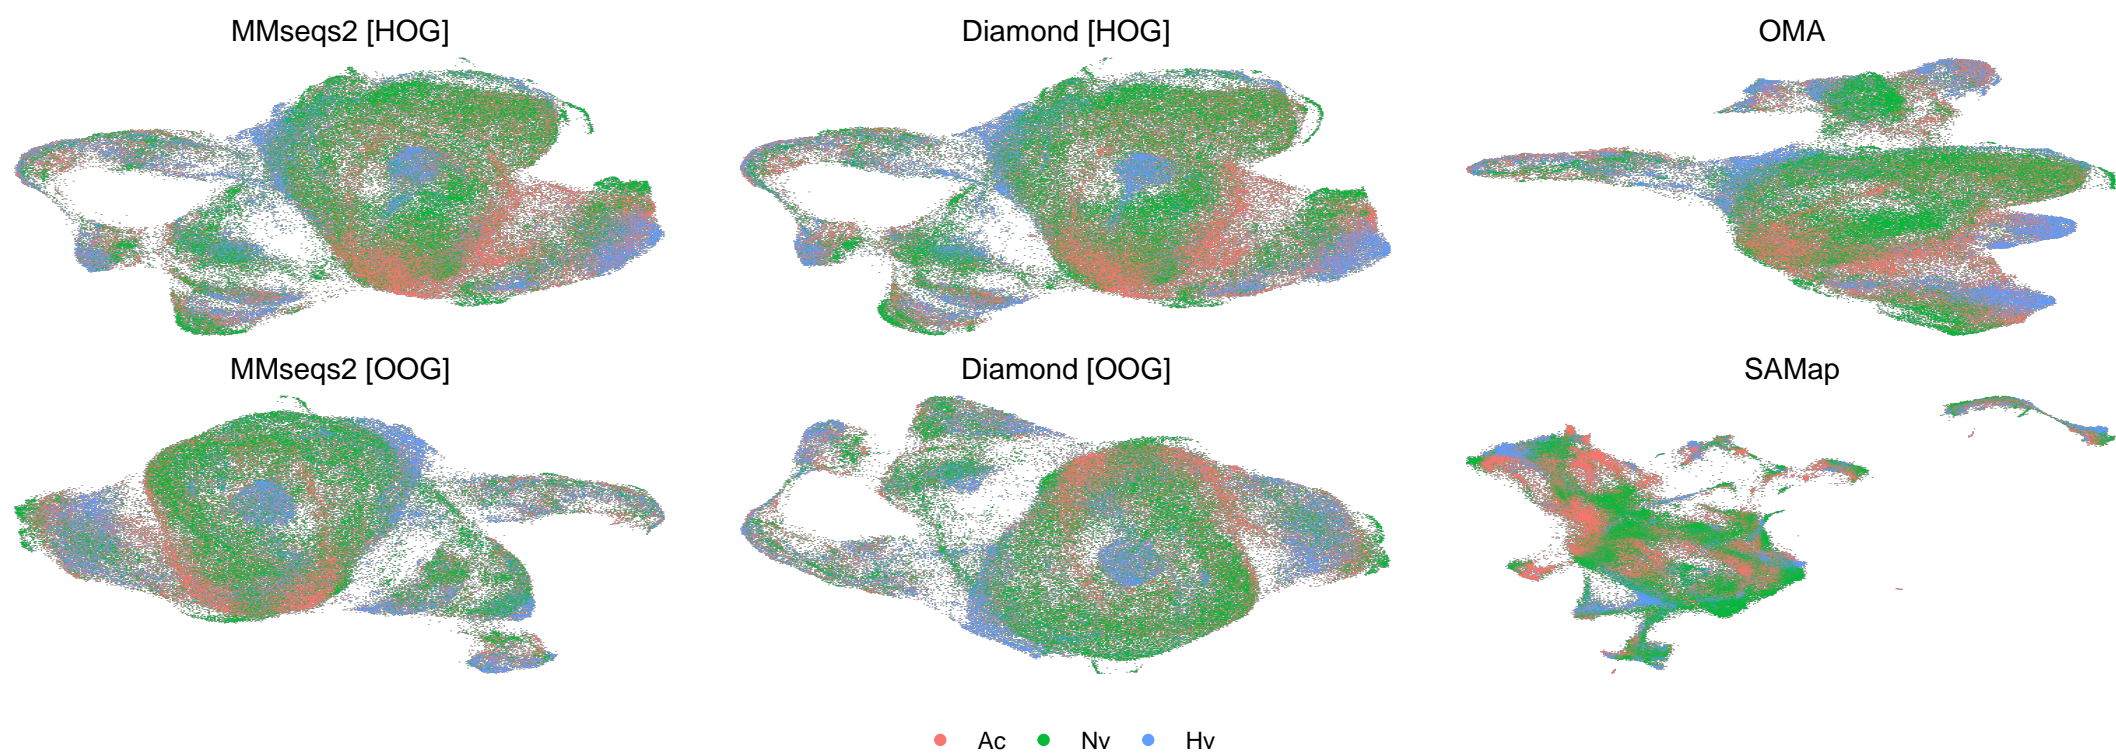 MMseqs2 [HOG]
Diamond [HOG]
OMA
MMseqs2 [OOG]
Diamond [OOG]
SAMap
Ac Nv Hv